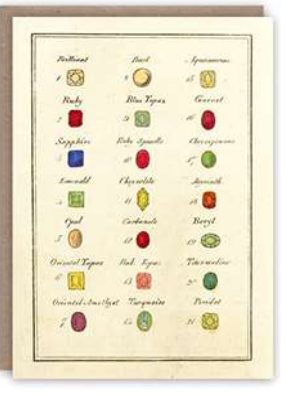 Brilliant Pearl Aquamarine
1 8 15
Ruby Blue Topaz Garnet
2 9 16
Sapphire Ruby Spinelle
3 10 17
Emerald Chrysolite
4 11 18
Opal Carbuncle Beryl
5 12 19
Oriental Topaz Tourmaline
6 13 20
Oriental Amethyst Turquoise Peridot
7 14 21